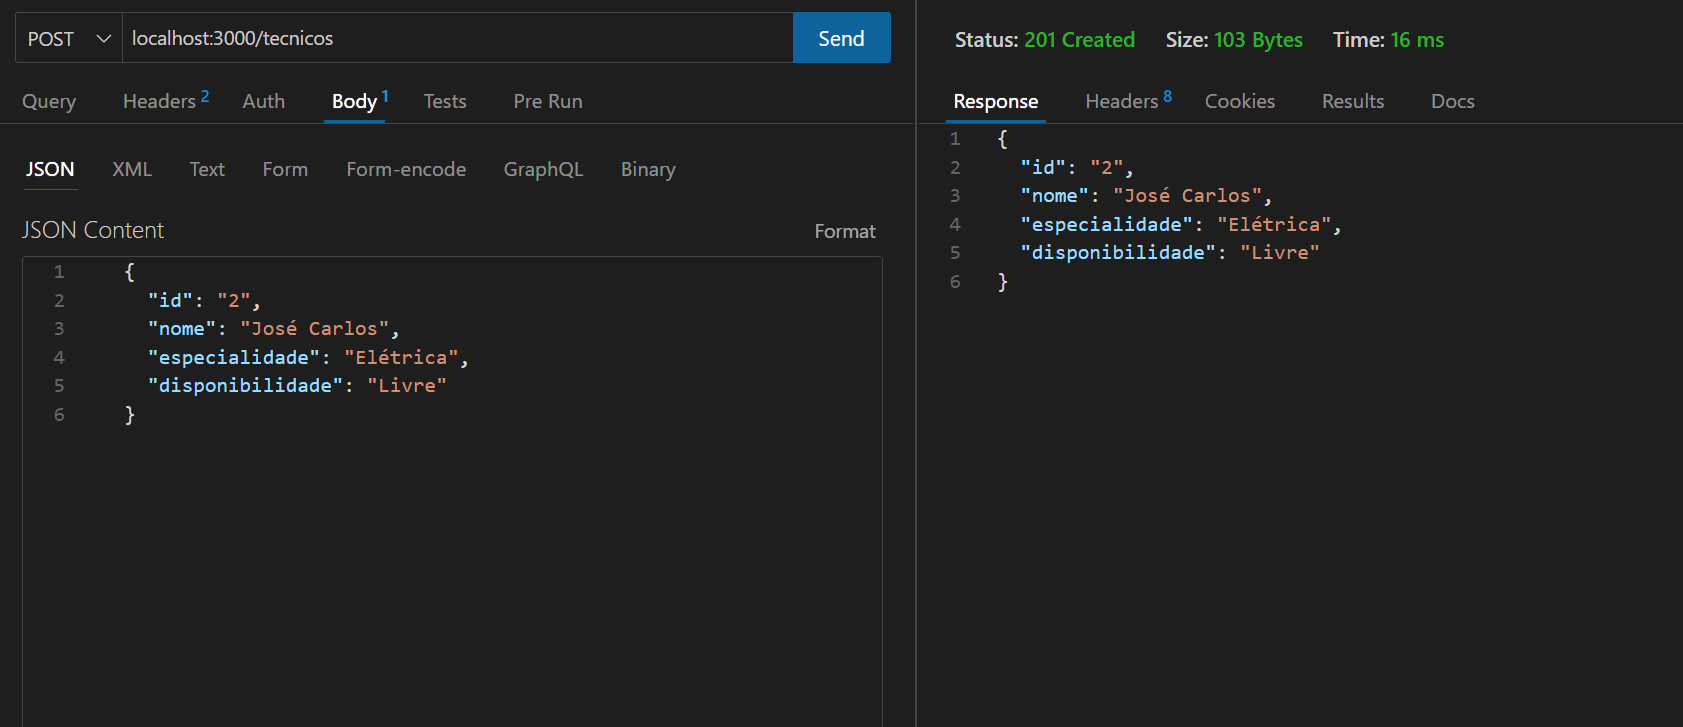 POST localhost:3000/tecnicos Send
Query Headers 2 Auth Body 1 Tests Pre Run
JSON XML Text Form Form-encode GraphQL Binary
JSON Content Format
1 {
2 "id": "2",
3 "nome": "José Carlos",
4 "especialidade": "Elétrica",
5 "disponibilidade": "Livre"
6 }
Status: 201 Created Size: 103 Bytes Time: 16 ms
Response Headers 8 Cookies Results Docs
1 {
2 "id": "2",
3 "nome": "José Carlos",
4 "especialidade": "Elétrica",
5 "disponibilidade": "Livre"
6 }